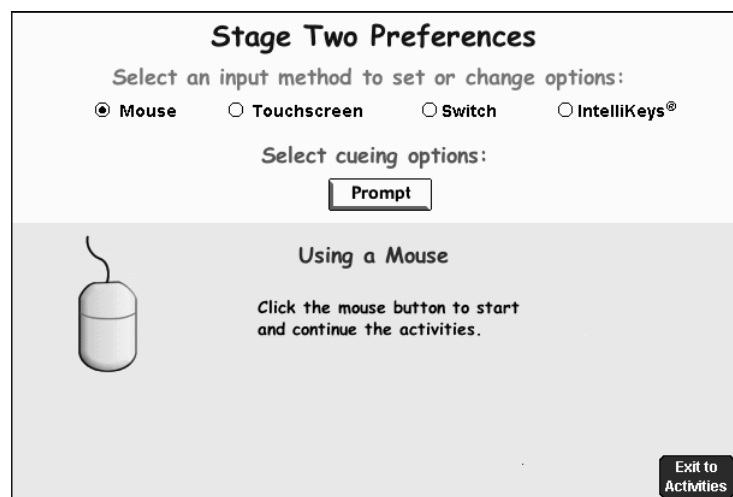 Stage Two Preferences
Select an input method to set or change options:
Mouse Touchscreen Switch IntelliKeys®
Select cueing options:
Prompt
Using a Mouse
Click the mouse button to start
and continue the activities.
Exit to
Activities